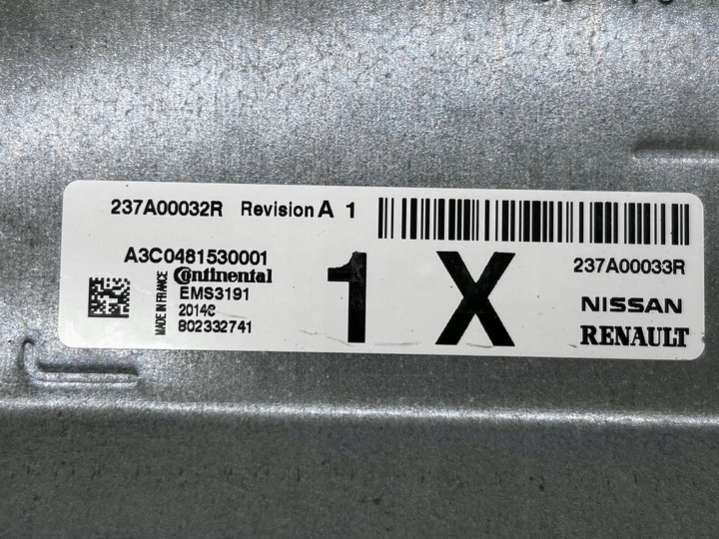 237A00032R Revision A 1
A3C0481530001
Continental
EMS3191
2014C
802332741
MADE IN FRANCE
1 X
237A00033R
NISSAN
RENAULT